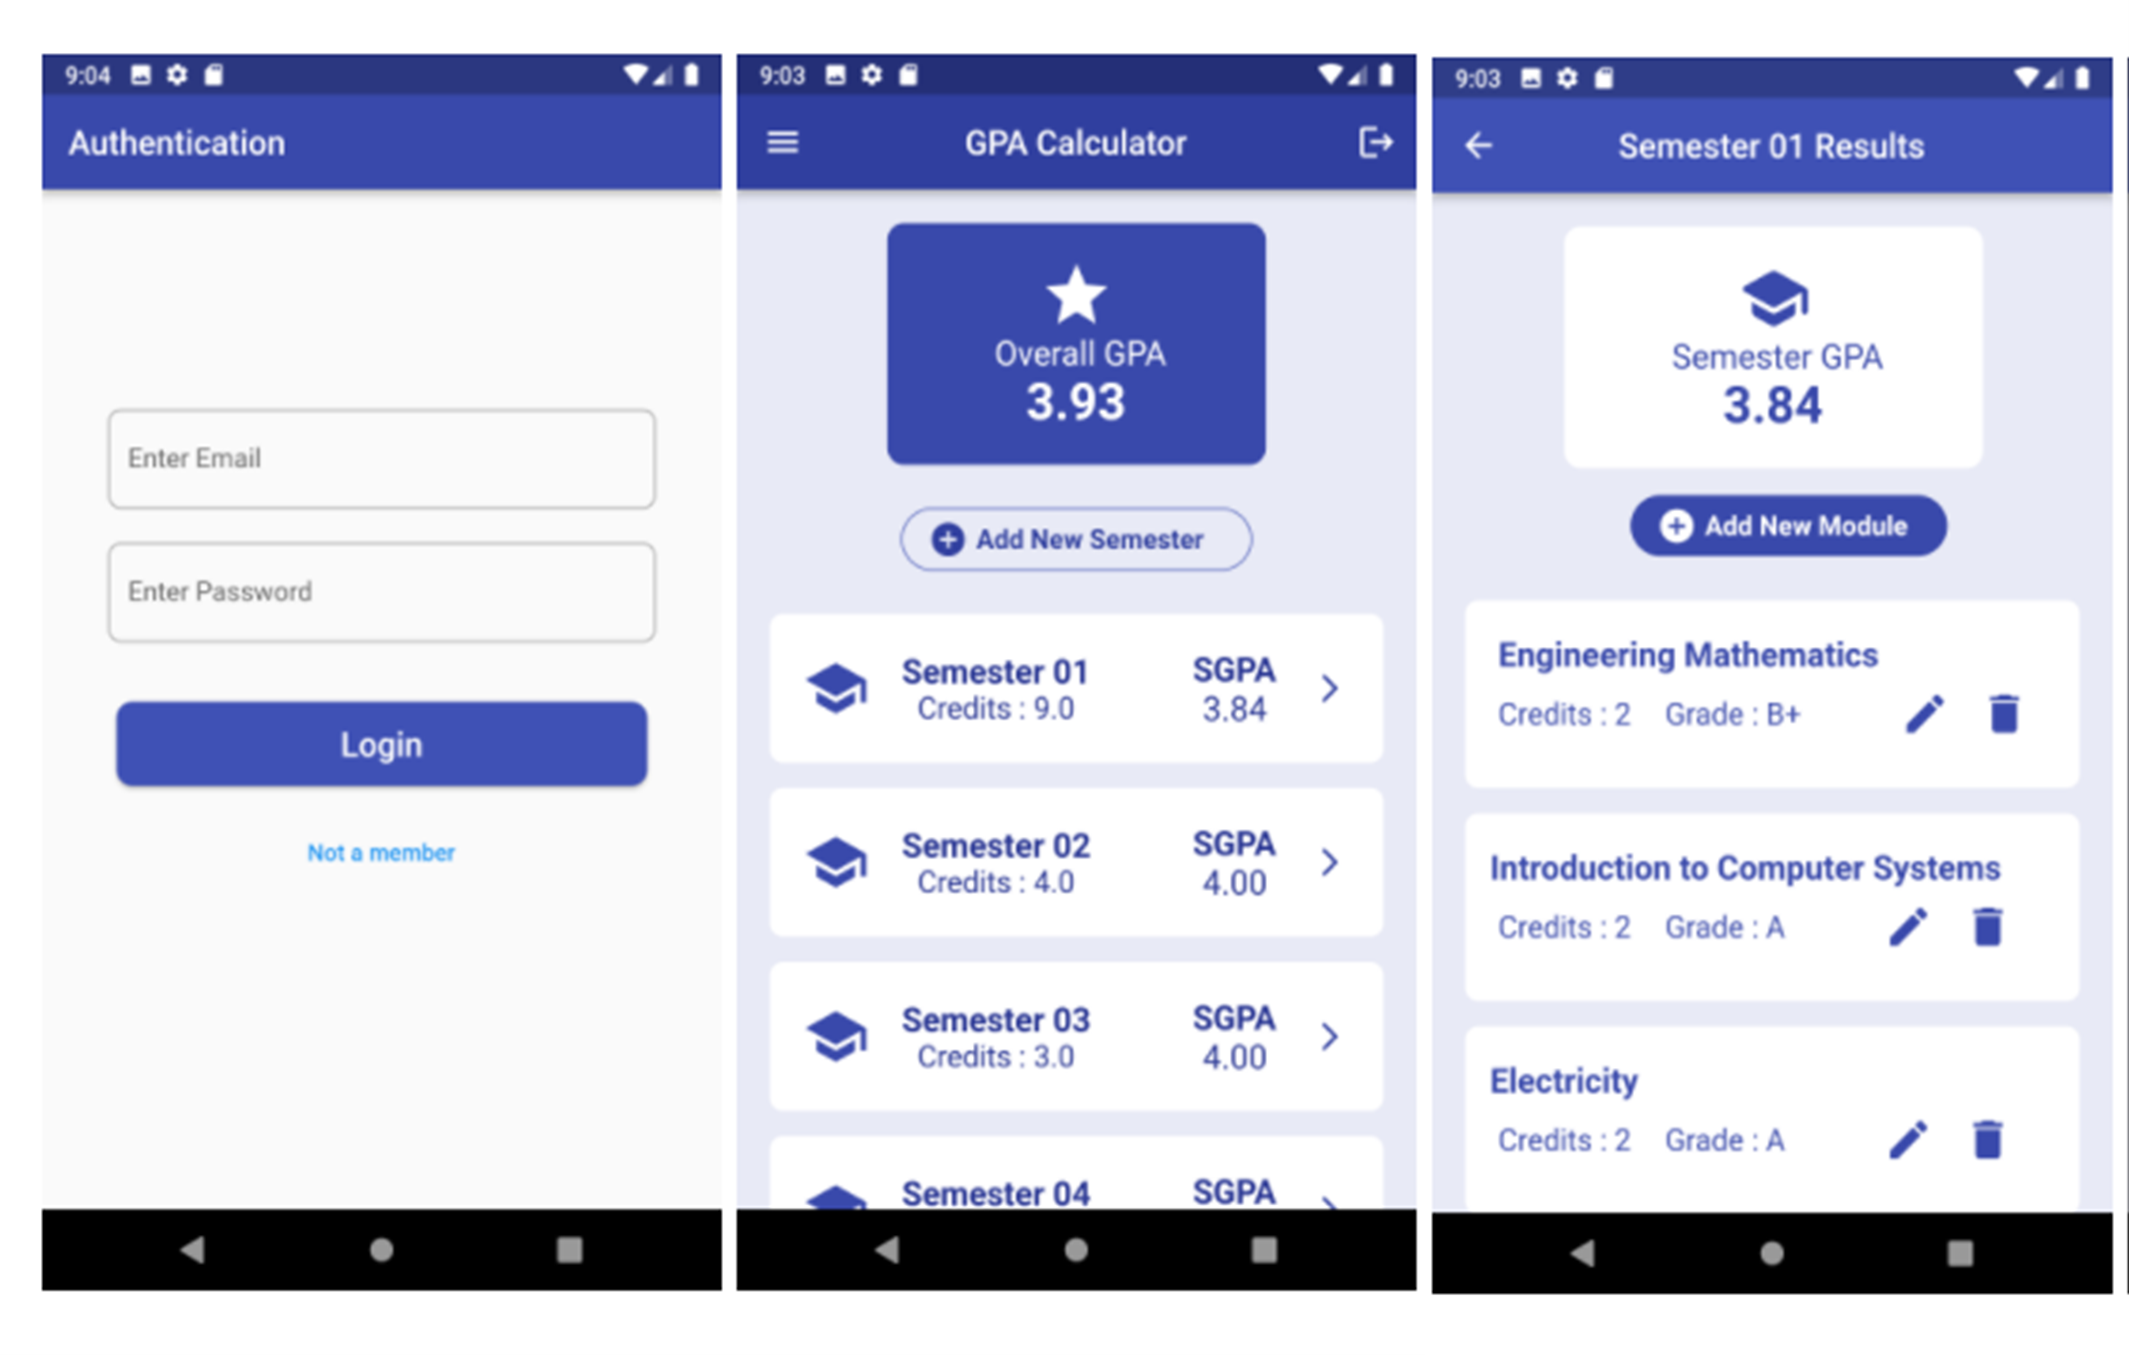 9:04
Authentication
Enter Email
Enter Password
Login
Not a member
9:03
GPA Calculator
Overall GPA
3.93
Add New Semester
Semester 01 SGPA
Credits : 9.0 3.84
Semester 02 SGPA
Credits : 4.0 4.00
Semester 03 SGPA
Credits : 3.0 4.00
Semester 04 SGPA
9:03
Semester 01 Results
Semester GPA
3.84
Add New Module
Engineering Mathematics
Credits : 2 Grade : B+
Introduction to Computer Systems
Credits : 2 Grade : A
Electricity
Credits : 2 Grade : A